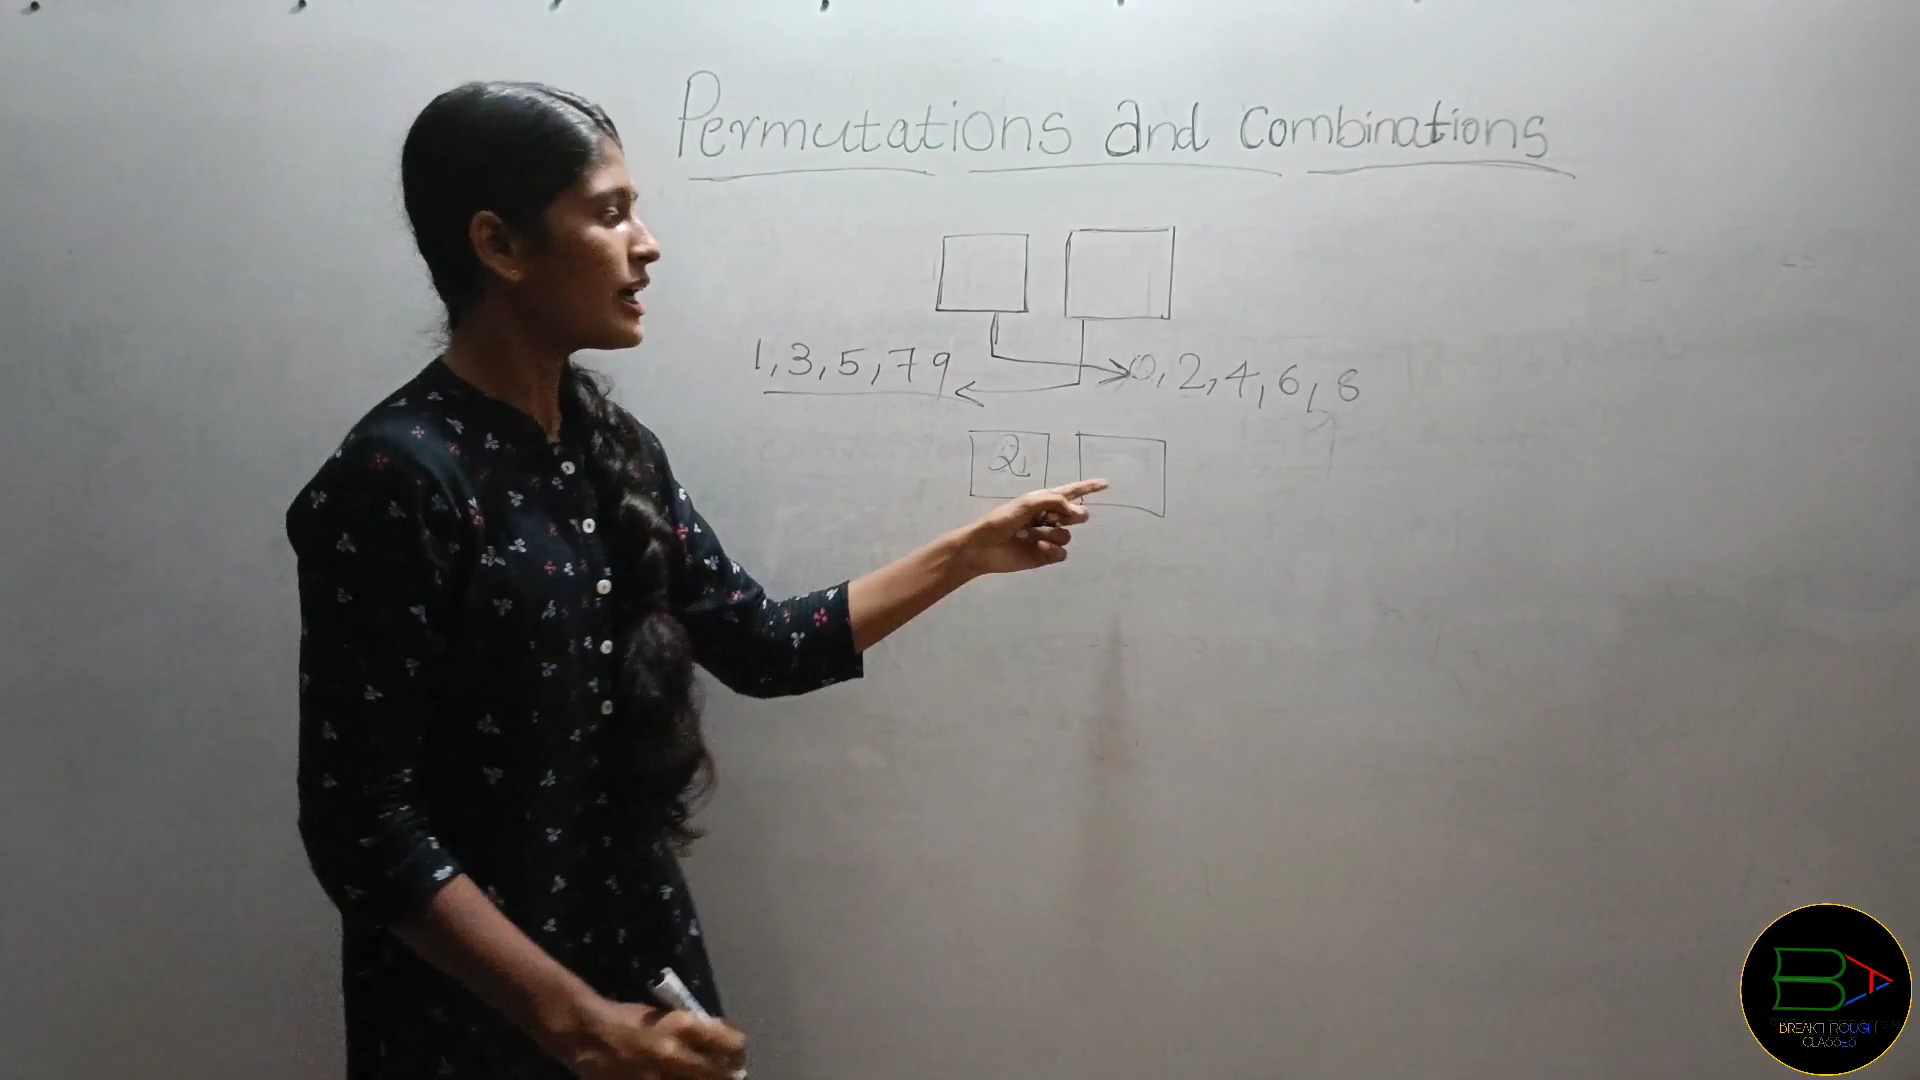 Permutations and Combinations
1, 3, 5, 7 9
0, 2, 4, 6, 8
2
BREAKTHROUGH
CLASSES